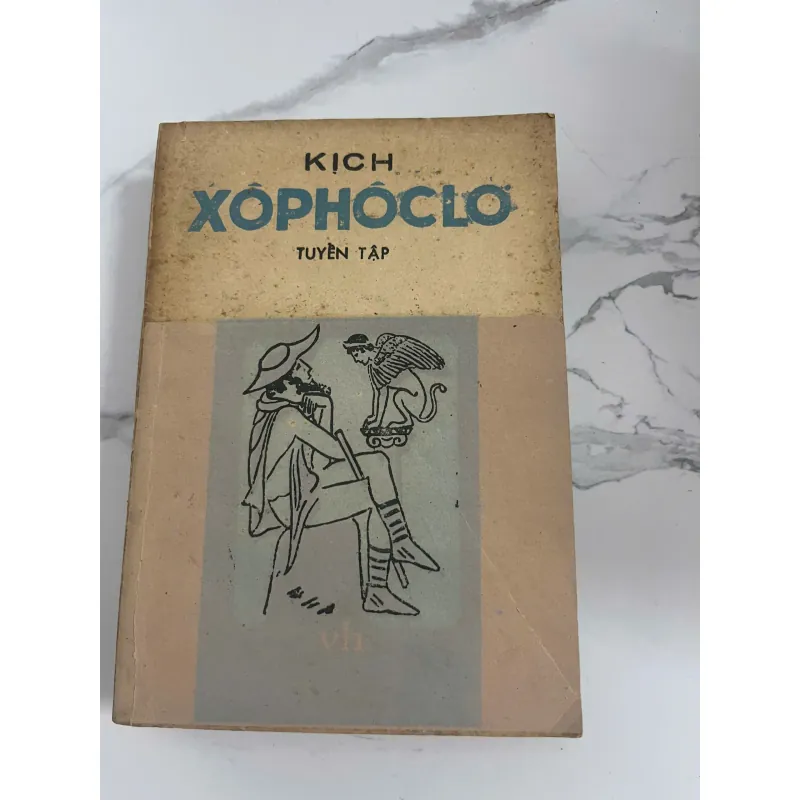 KỊCH
XÔPHÔCLƠ
TUYỂN TẬP
vh